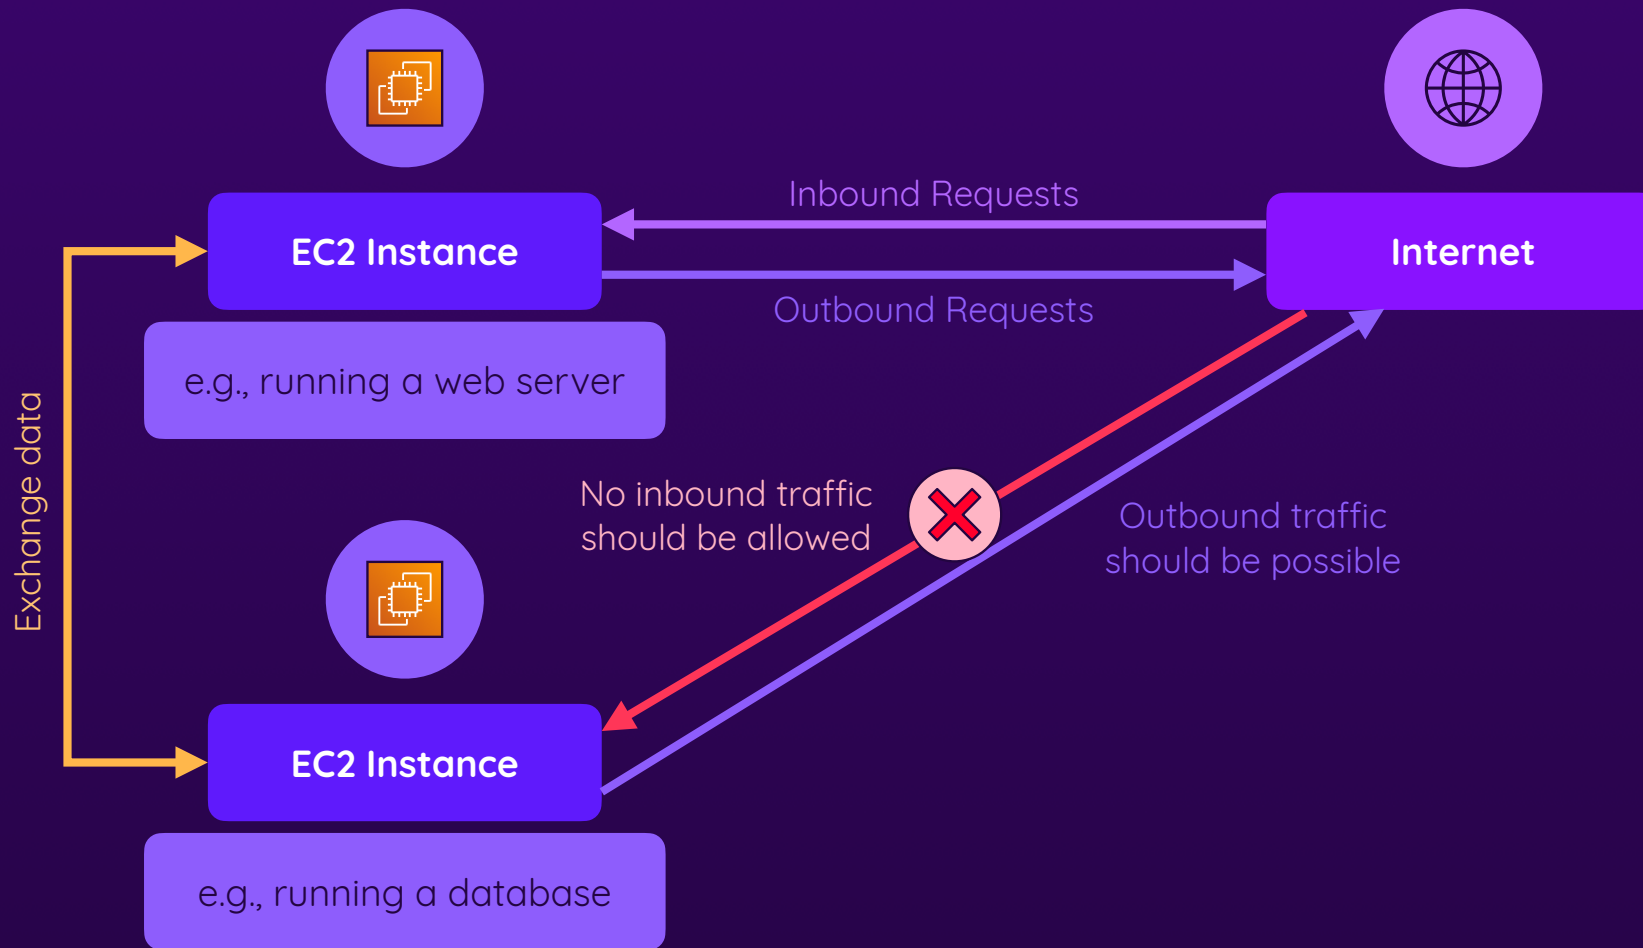 Inbound Requests
EC2 Instance
Internet
Outbound Requests
e.g., running a web server
Exchange data
No inbound traffic
should be allowed
Outbound traffic
should be possible
EC2 Instance
e.g., running a database